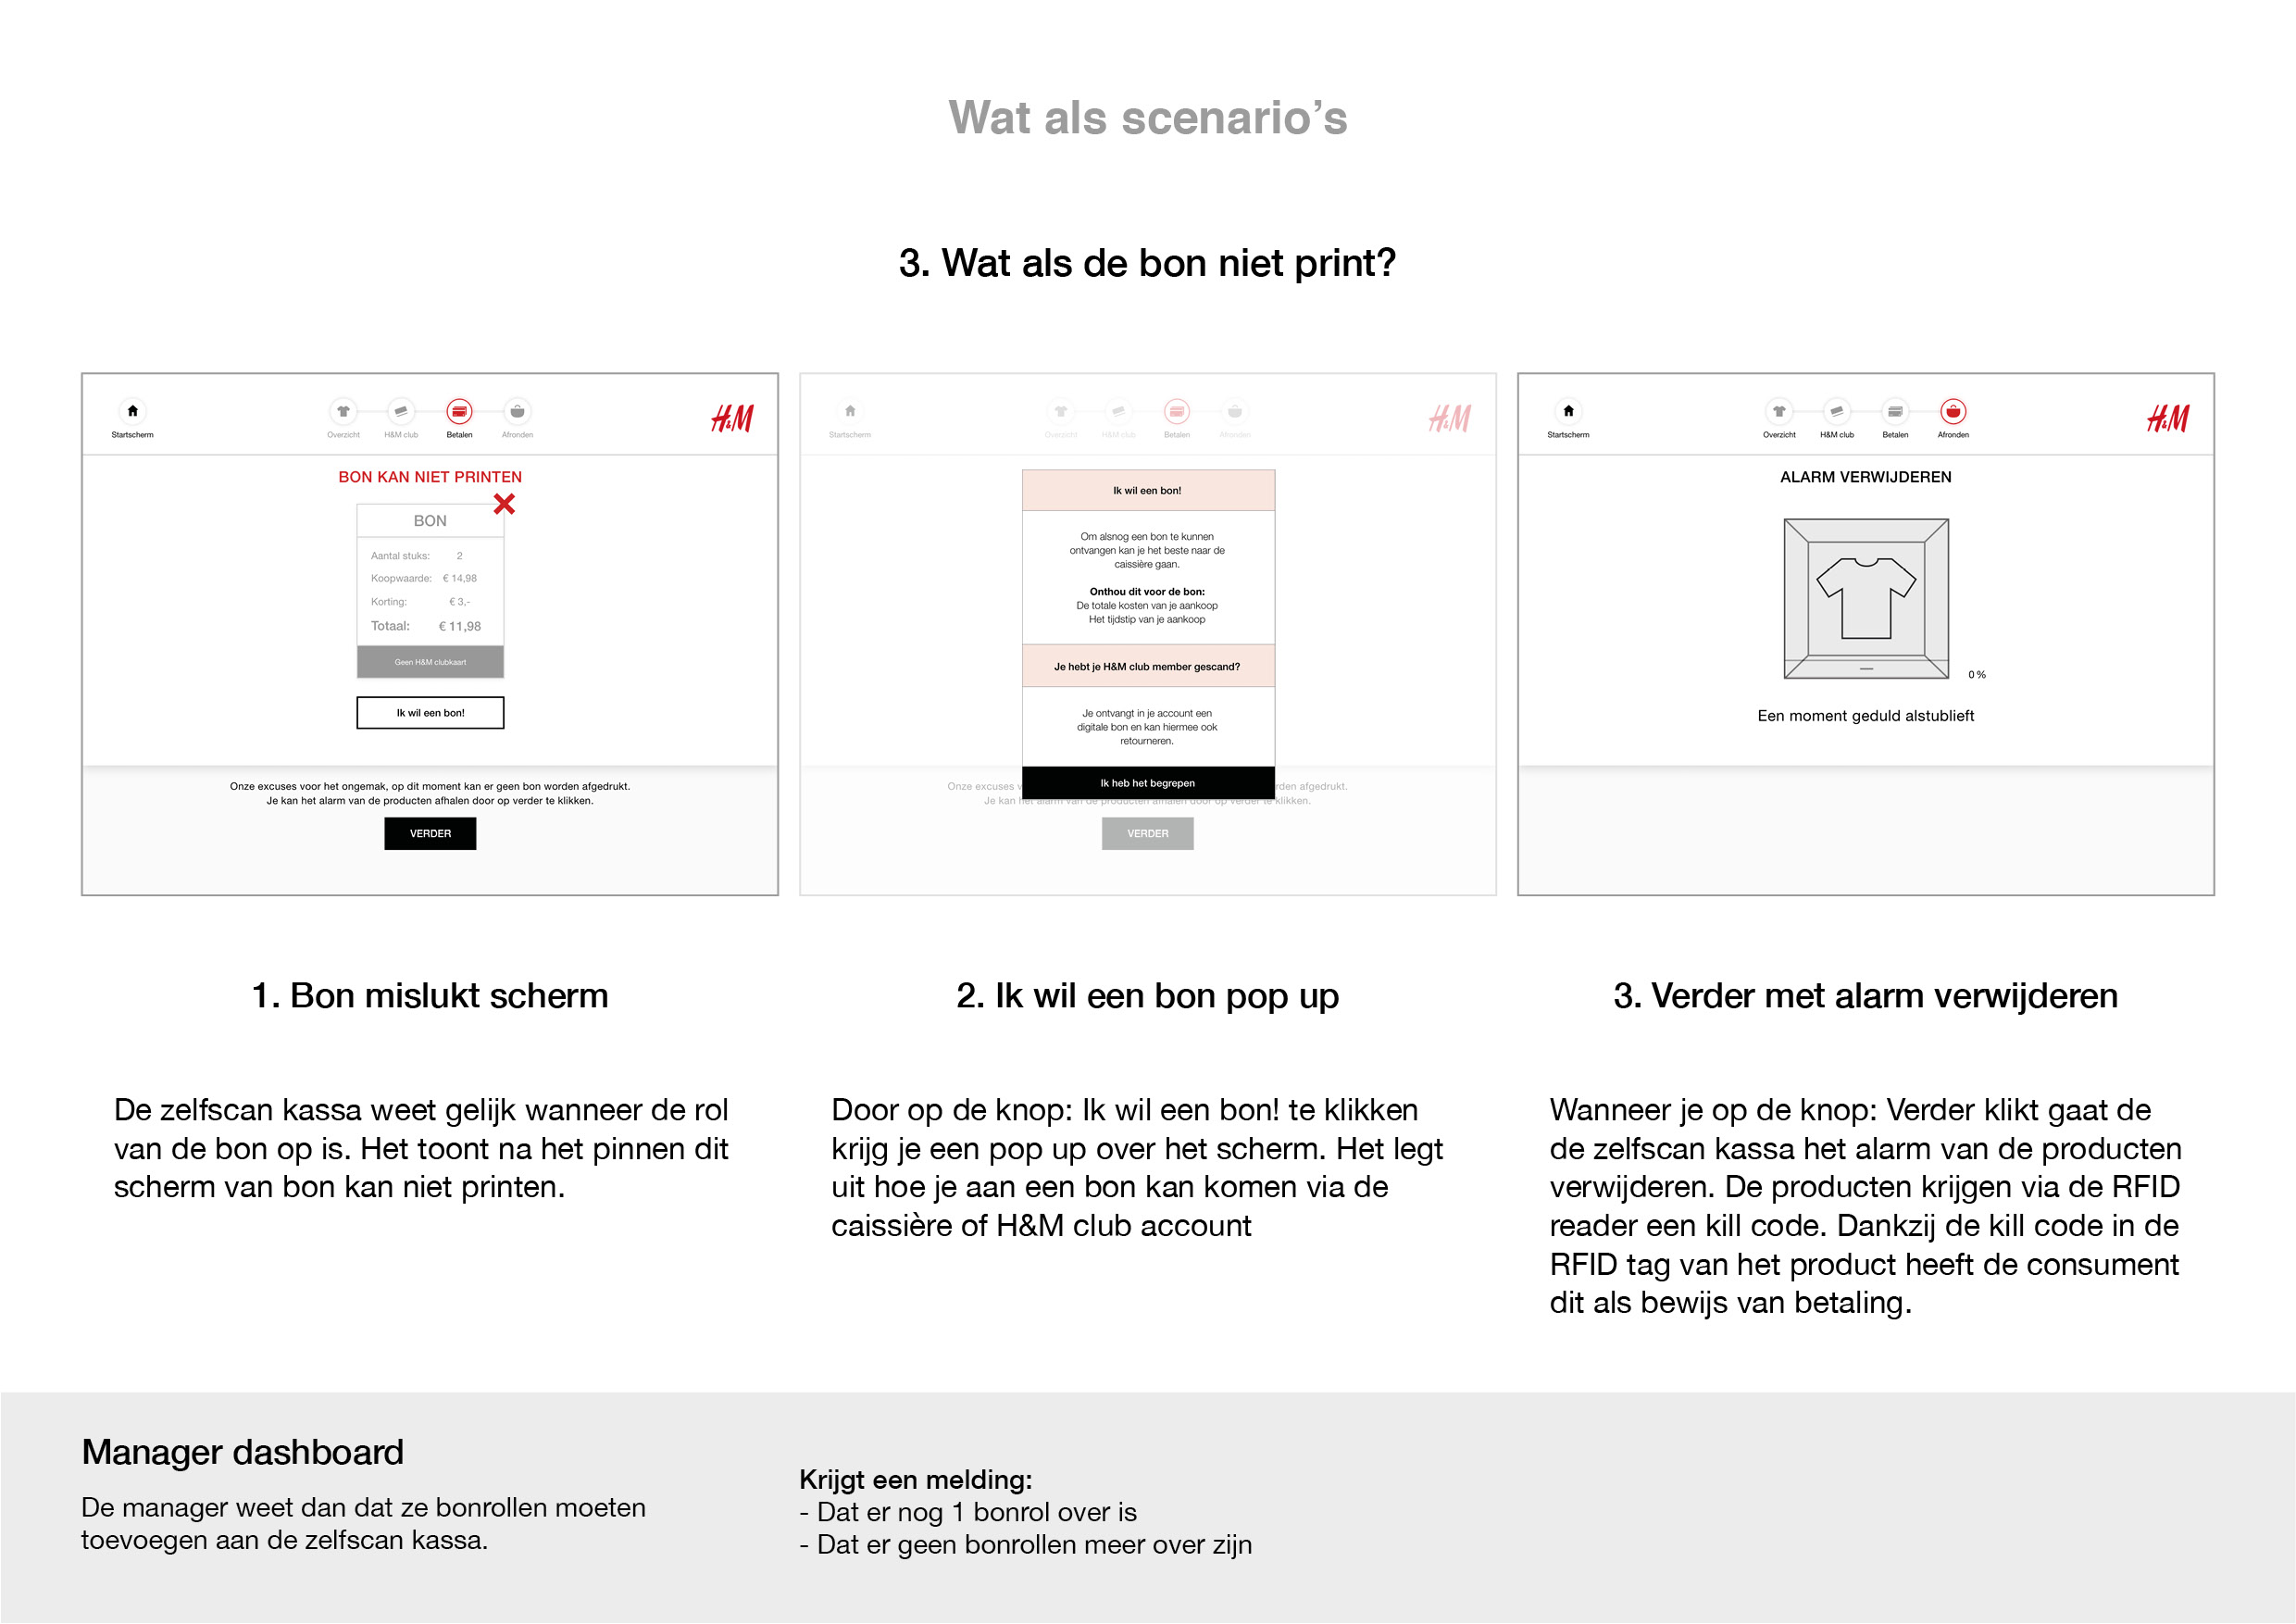 Wat als scenario’s
3. Wat als de bon niet print?
Startscherm
Overzicht
H&M club
Betalen
Afronden
H&M
BON KAN NIET PRINTEN
BON
Aantal stuks: 2
Koopwaarde: € 14,98
Korting: € 3,-
Totaal: € 11,98
Geen H&M clubkaart
Ik wil een bon!
Onze excuses voor het ongemak, op dit moment kan er geen bon worden afgedrukt.
Je kan het alarm van de producten afhalen door op verder te klikken.
VERDER
Startscherm
Overzicht
H&M club
Betalen
Afronden
H&M
Ik wil een bon!
Om alsnog een bon te kunnen
ontvangen kan je het beste naar de
caissière gaan.
Onthou dit voor de bon:
De totale kosten van je aankoop
Het tijdstip van je aankoop
Je hebt je H&M club member gescand?
Je ontvangt in je account een
digitale bon en kan hiermee ook
retourneren.
Ik heb het begrepen
Onze excuses v rden afgedrukt.
Je kan het alarm van de producten afhalen door op verder te klikken.
VERDER
Startscherm
Overzicht
H&M club
Betalen
Afronden
H&M
ALARM VERWIJDEREN
0 %
Een moment geduld alstublieft
1. Bon mislukt scherm
De zelfscan kassa weet gelijk wanneer de rol
van de bon op is. Het toont na het pinnen dit
scherm van bon kan niet printen.
2. Ik wil een bon pop up
Door op de knop: Ik wil een bon! te klikken
krijg je een pop up over het scherm. Het legt
uit hoe je aan een bon kan komen via de
caissière of H&M club account
3. Verder met alarm verwijderen
Wanneer je op de knop: Verder klikt gaat de
de zelfscan kassa het alarm van de producten
verwijderen. De producten krijgen via de RFID
reader een kill code. Dankzij de kill code in de
RFID tag van het product heeft de consument
dit als bewijs van betaling.
Manager dashboard
De manager weet dan dat ze bonrollen moeten
toevoegen aan de zelfscan kassa.
Krijgt een melding:
- Dat er nog 1 bonrol over is
- Dat er geen bonrollen meer over zijn